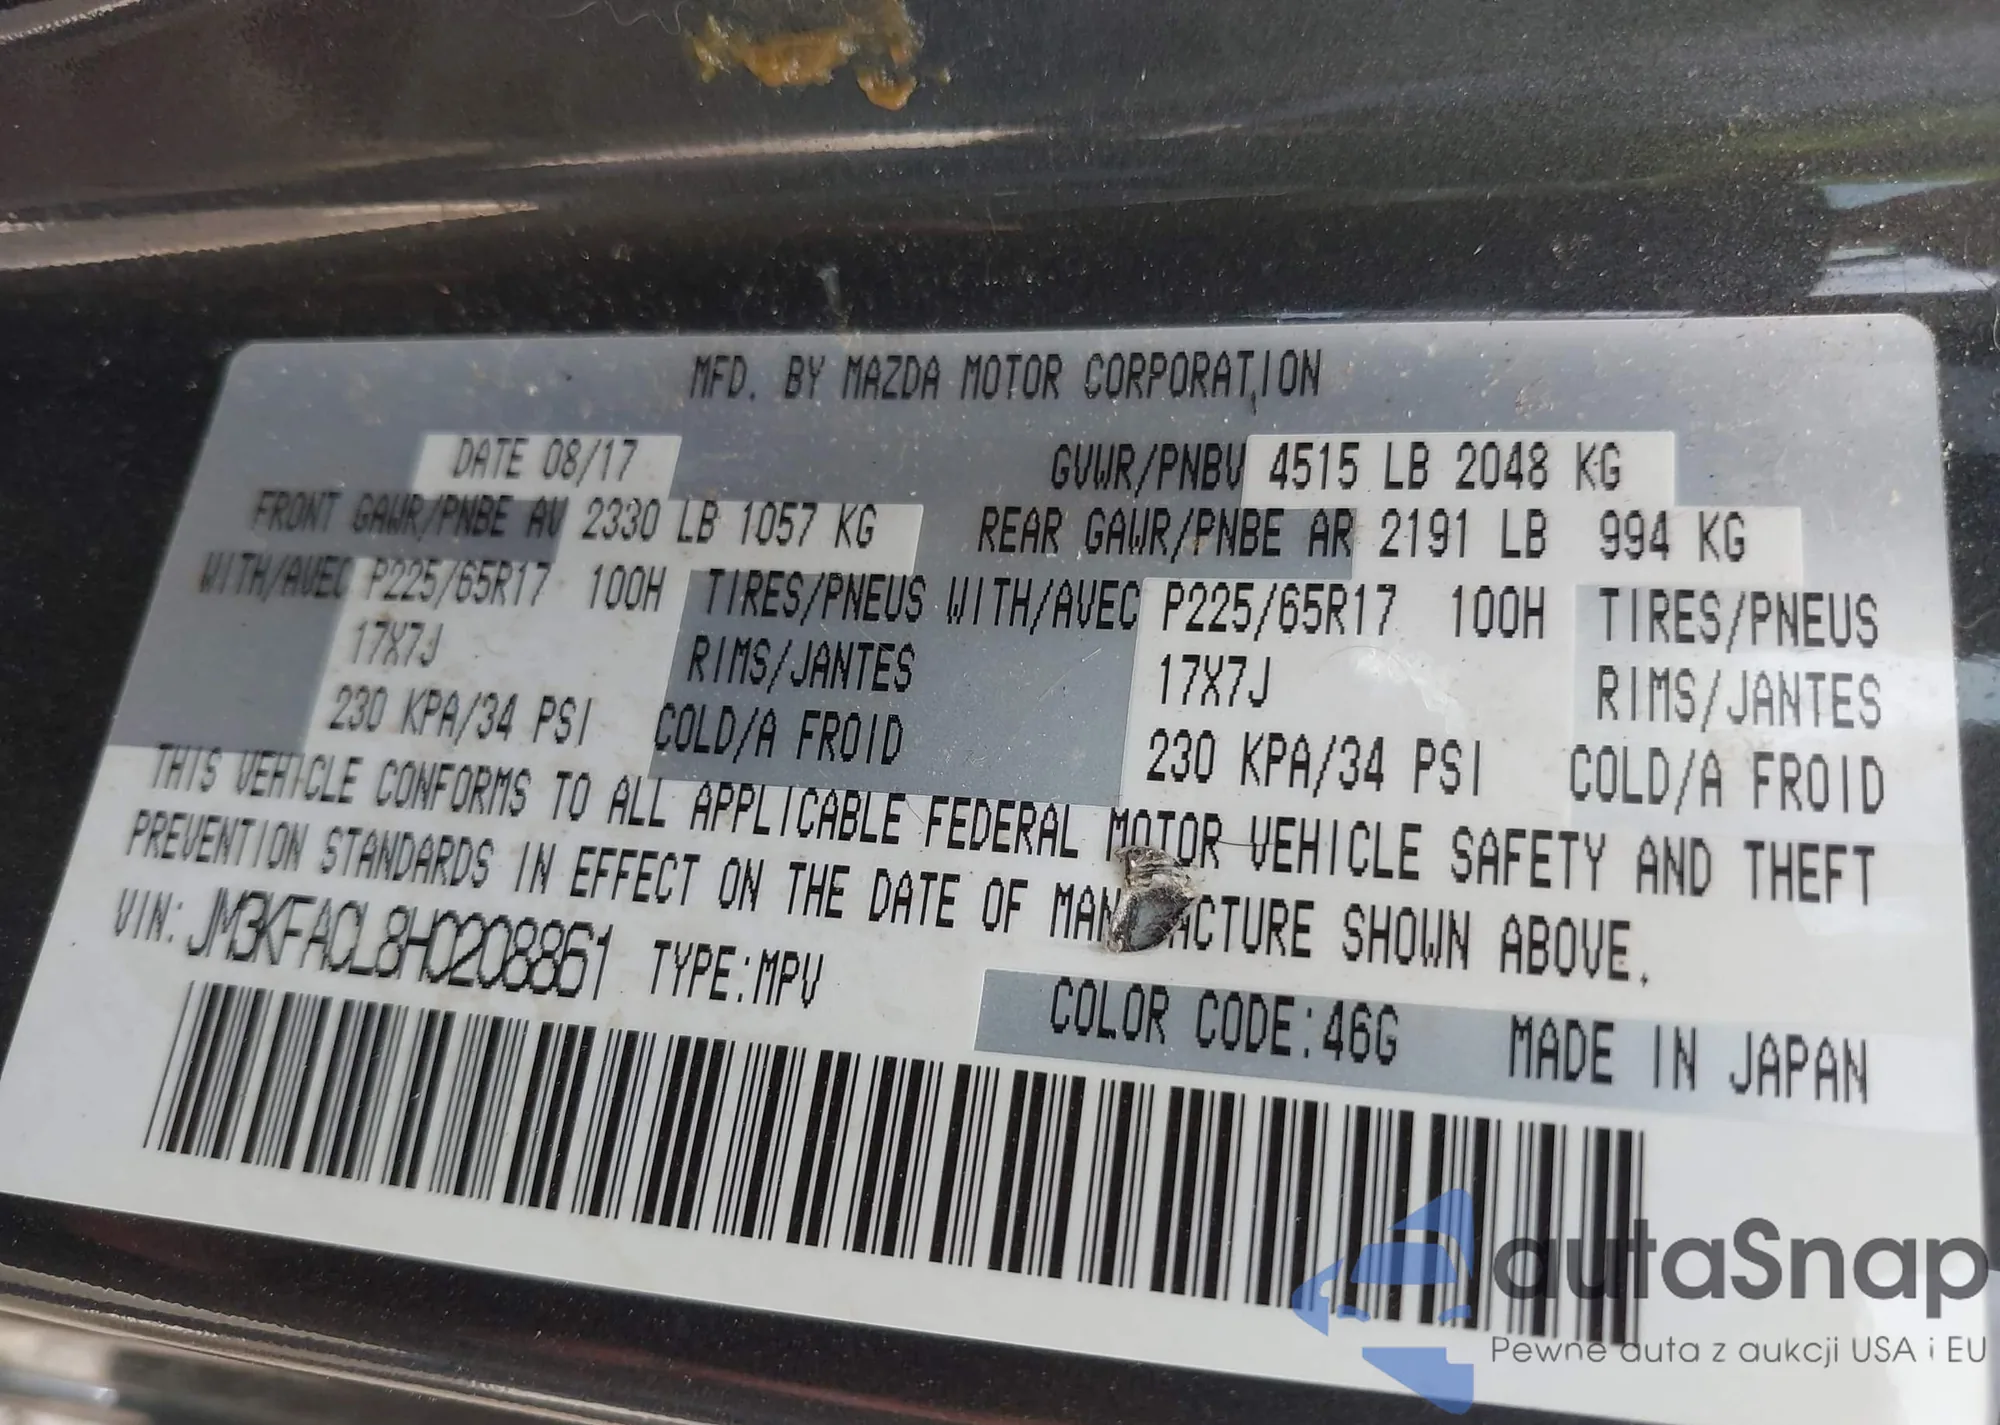 MFD. BY MAZDA MOTOR CORPORATION
DATE 08/17 GVWR/PNBV 4515 LB 2048 KG
FRONT GAWR/PNBE AV 2330 LB 1057 KG REAR GAWR/PNBE AR 2191 LB 994 KG
WITH/AVEC P225/65R17 100H TIRES/PNEUS WITH/AVEC P225/65R17 100H TIRES/PNEUS
17X7J RIMS/JANTES 17X7J RIMS/JANTES
230 KPA/34 PSI COLD/A FROID 230 KPA/34 PSI COLD/A FROID
THIS VEHICLE CONFORMS TO ALL APPLICABLE FEDERAL MOTOR VEHICLE SAFETY AND THEFT
PREVENTION STANDARDS IN EFFECT ON THE DATE OF MANUFACTURE SHOWN ABOVE.
VIN: JM3KFACL8H0208861 TYPE:MPV
COLOR CODE:46G MADE IN JAPAN
autaSnap
Pewne auta z aukcji USA i EU